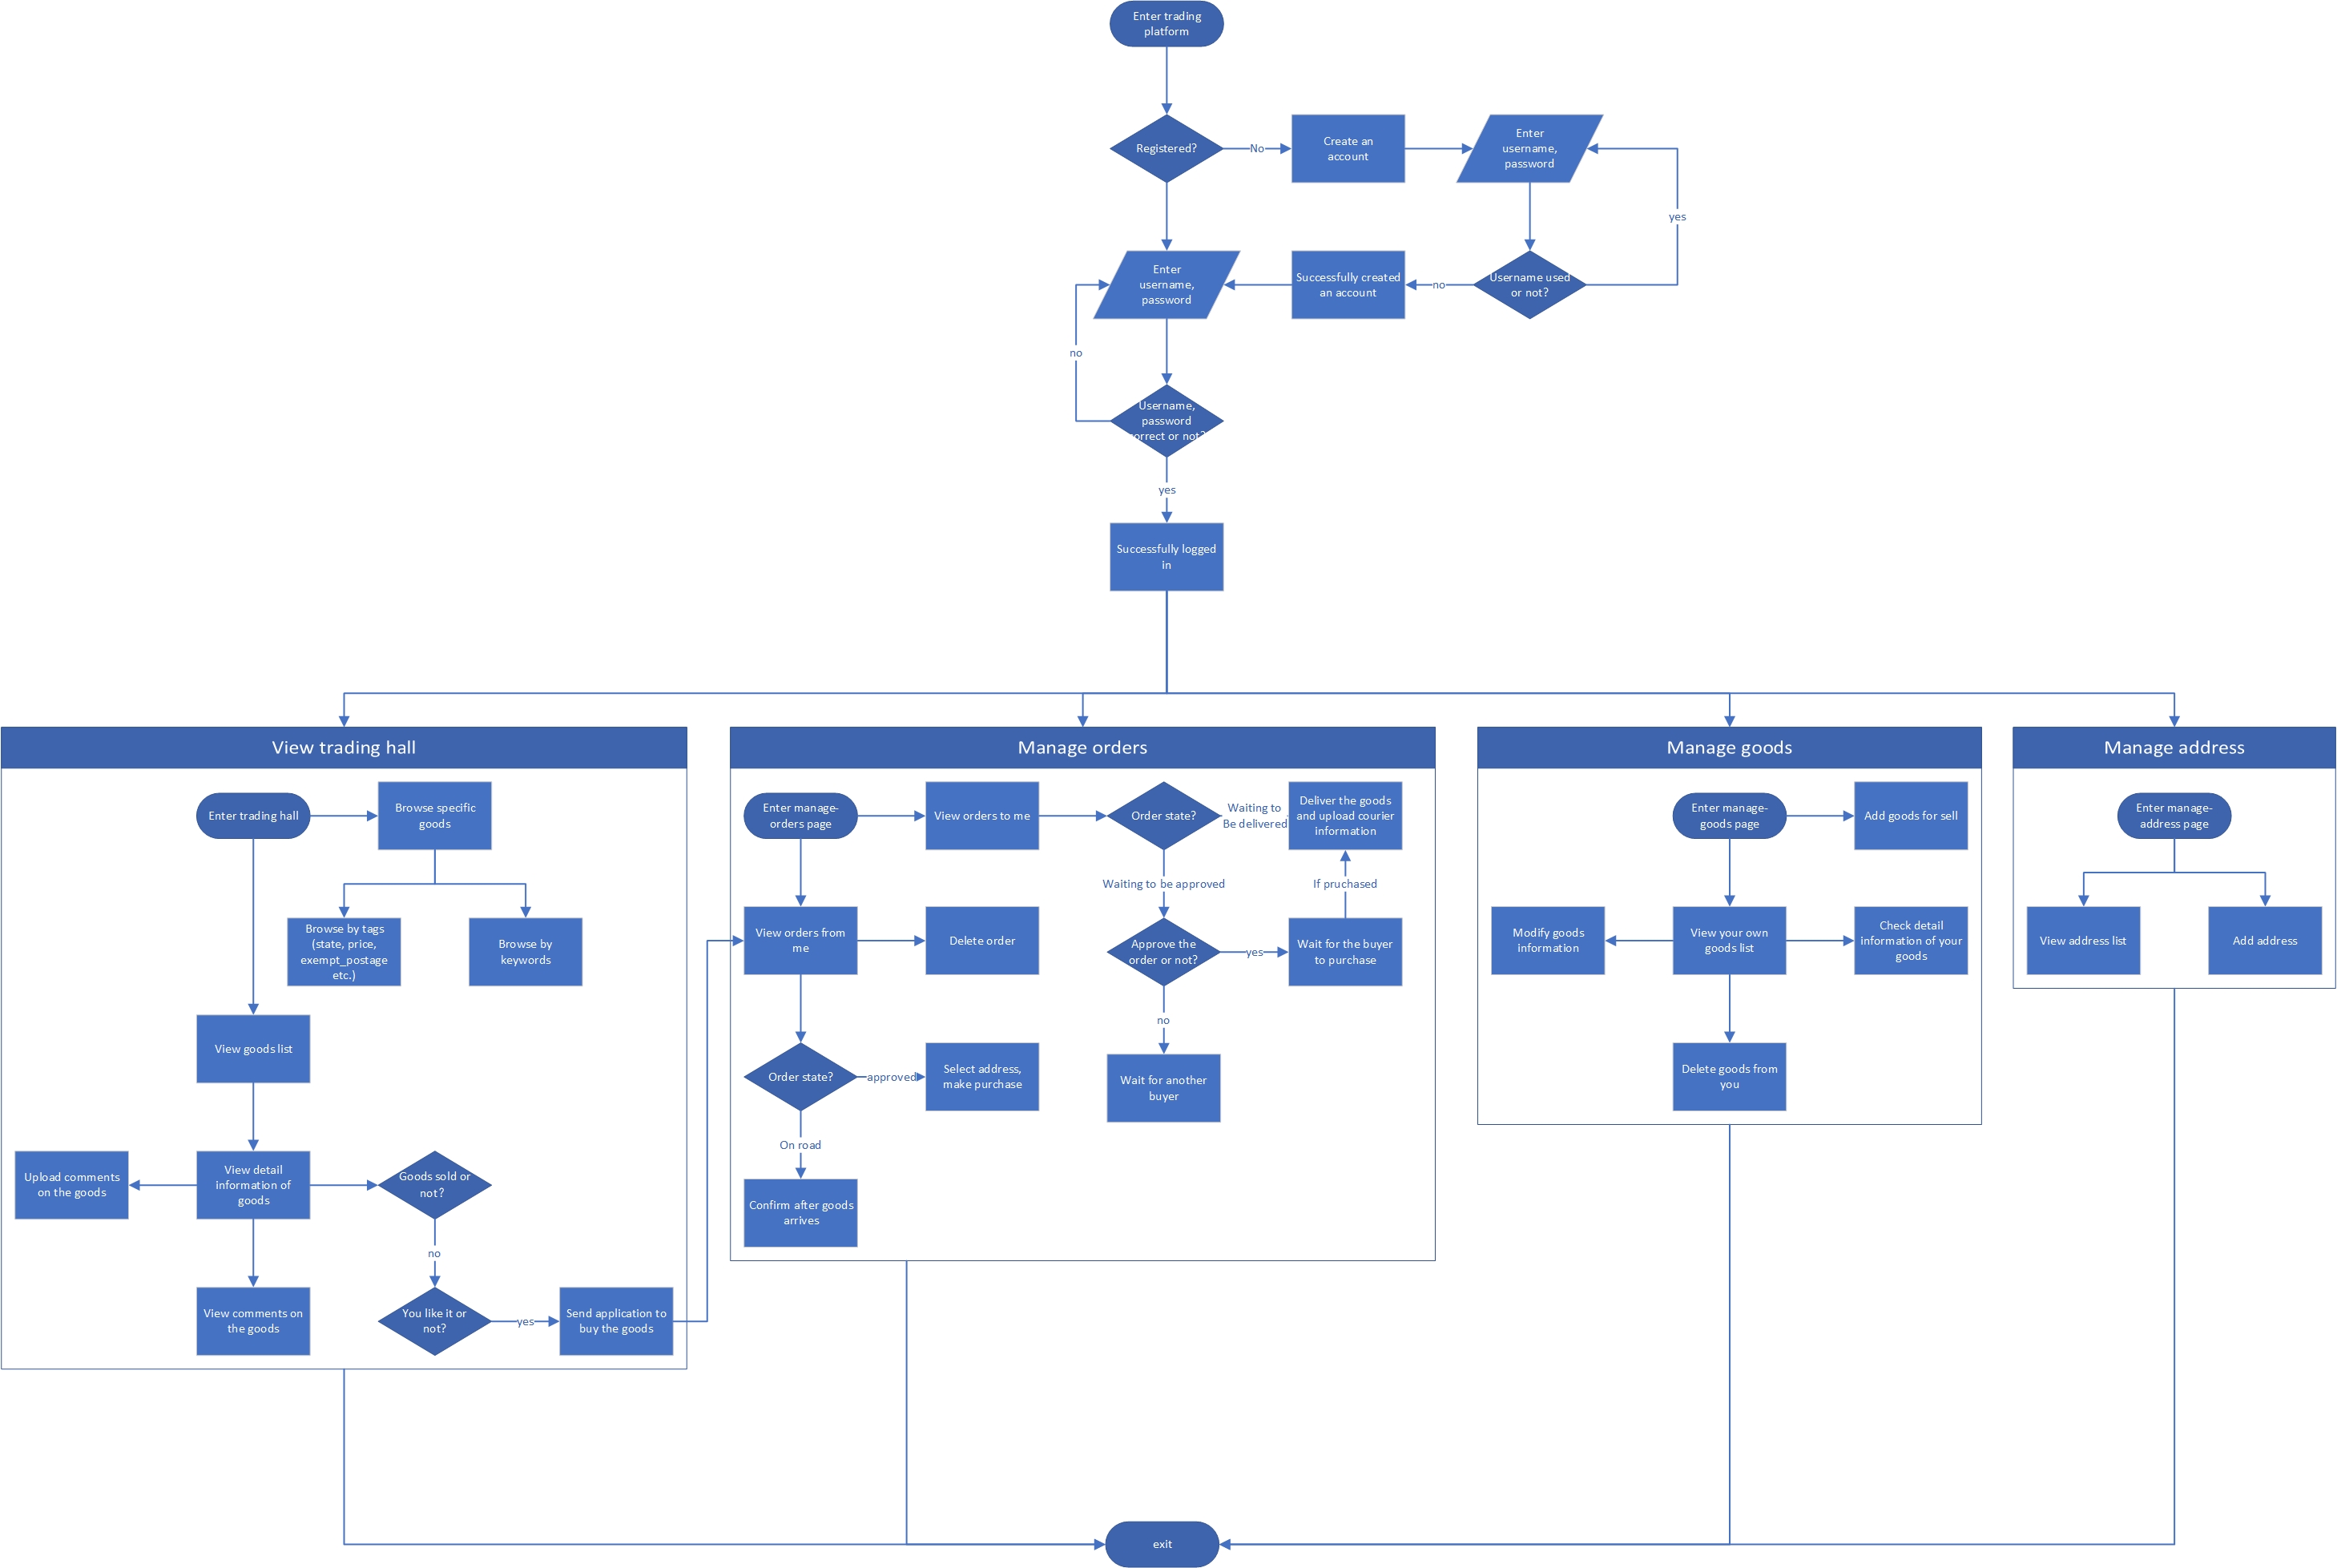 Enter trading
platform
Registered?
No
Create an
account
Enter
username,
password
yes
Enter
username,
password
Successfully created
an account
no
Username used
or not?
no
Username,
password
orrect or not?
yes
Successfully logged
in
View trading hall
Enter trading hall
Browse specific
goods
Browse by tags
(state, price,
exempt_postage
etc.)
Browse by
keywords
View goods list
Upload comments
on the goods
View detail
information of
goods
Goods sold or
not?
no
View comments on
the goods
You like it or
not?
yes
Send application to
buy the goods
Manage orders
Enter manage-
orders page
View orders to me
Order state?
Waiting to
Be delivered
Deliver the goods
and upload courier
information
Waiting to be approved
If pruchased
View orders from
me
Delete order
Approve the
order or not?
yes
Wait for the buyer
to purchase
no
Order state?
approved
Select address,
make purchase
Wait for another
buyer
On road
Confirm after goods
arrives
Manage goods
Enter manage-
goods page
Add goods for sell
Modify goods
information
View your own
goods list
Check detail
information of your
goods
Delete goods from
you
Manage address
Enter manage-
address page
View address list
Add address
exit